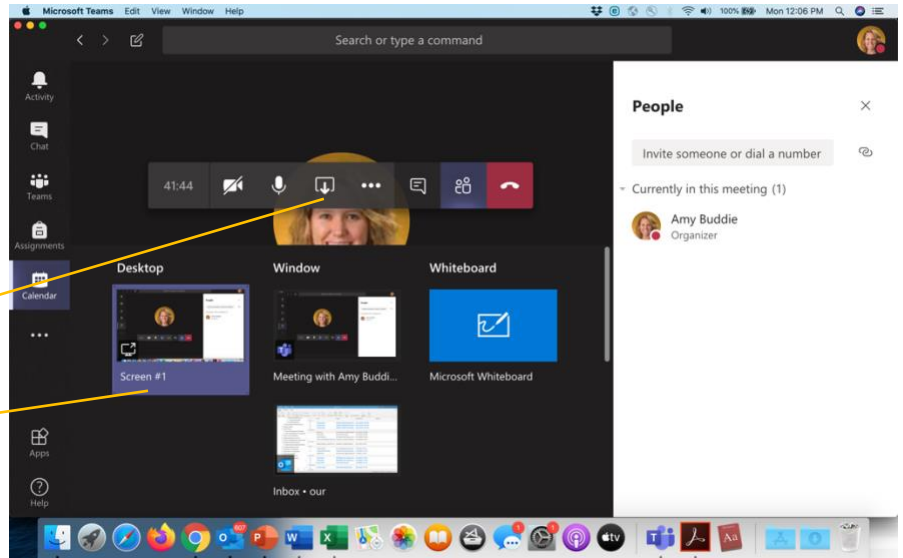 Microsoft Teams Edit View Window Help
100%
Mon 12:06 PM
Search or type a command
Activity
Chat
Teams
Assignments
Calendar
Apps
Help
41:44
Desktop
Window
Whiteboard
Screen #1
Meeting with Amy Buddi...
Microsoft Whiteboard
Inbox • our
People
Invite someone or dial a number
Currently in this meeting (1)
Amy Buddie
Organizer
tv
Aa